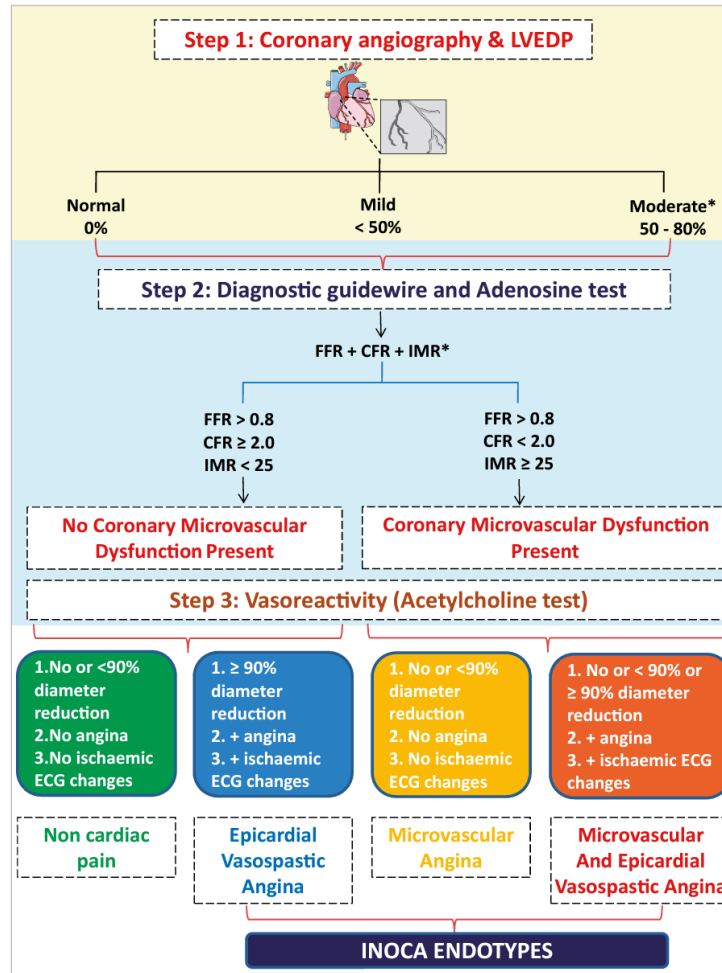 Step 1: Coronary angiography & LVEDP
Normal
0%
Mild
< 50%
Moderate*
50 - 80%
Step 2: Diagnostic guidewire and Adenosine test
FFR + CFR + IMR*
FFR > 0.8
CFR ≥ 2.0
IMR < 25
FFR > 0.8
CFR < 2.0
IMR ≥ 25
No Coronary Microvascular
Dysfunction Present
Coronary Microvascular Dysfunction
Present
Step 3: Vasoreactivity (Acetylcholine test)
1.No or <90%
diameter
reduction
2.No angina
3.No ischaemic
ECG changes
1. ≥ 90%
diameter
reduction
2. + angina
3. + ischaemic
ECG changes
1. No or <90%
diameter
reduction
2. No angina
3. No ischaemic
ECG changes
1. No or < 90% or
≥ 90% diameter
reduction
2. + angina
3. + ischaemic ECG
changes
Non cardiac
pain
Epicardial
Vasospastic
Angina
Microvascular
Angina
Microvascular
And Epicardial
Vasospastic Angina
INOCA ENDOTYPES